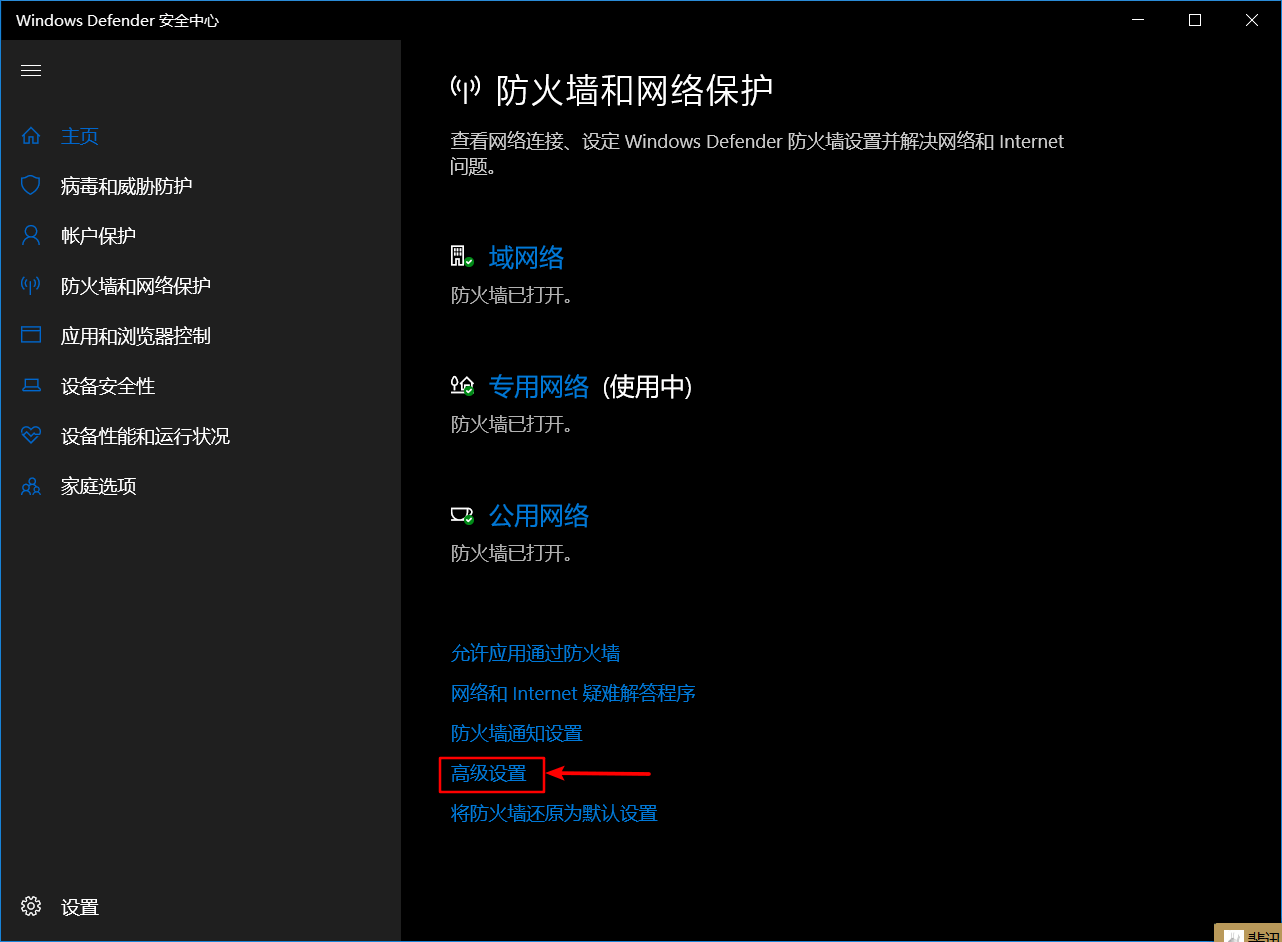 Windows Defender 安全中心
主页
病毒和威胁防护
帐户保护
防火墙和网络保护
应用和浏览器控制
设备安全性
设备性能和运行状况
家庭选项
设置
防火墙和网络保护
查看网络连接、设定 Windows Defender 防火墙设置并解决网络和 Internet
问题。
域网络
防火墙已打开。
专用网络 (使用中)
防火墙已打开。
公用网络
防火墙已打开。
允许应用通过防火墙
网络和 Internet 疑难解答程序
防火墙通知设置
高级设置
将防火墙还原为默认设置